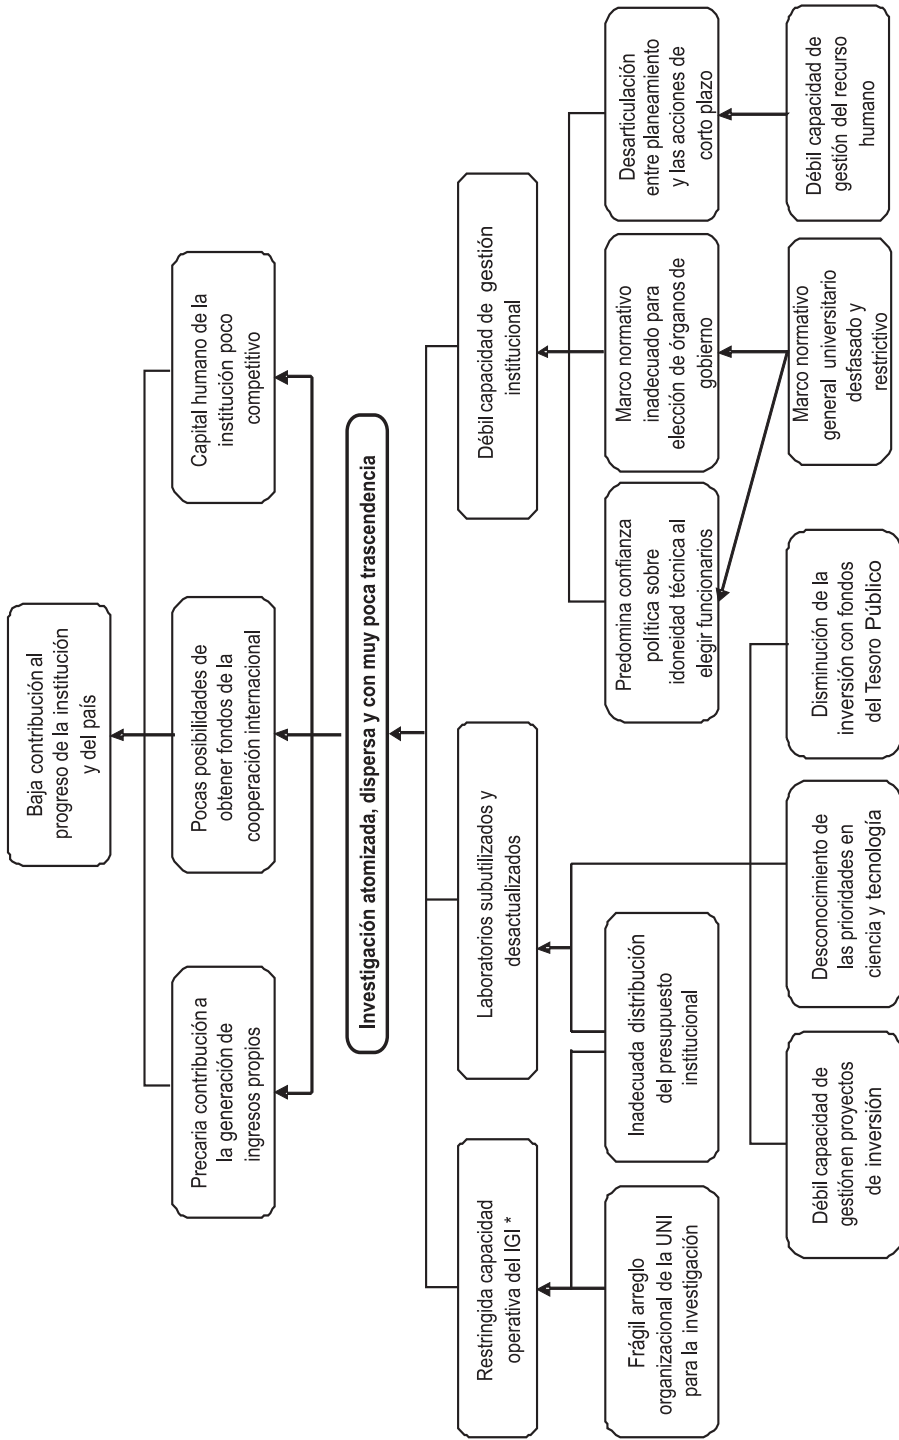 Baja contribución al
progreso de la institución
y del país
Precaria contribución a
la generación de
ingresos propios
Pocas posibilidades de
obtener fondos de la
cooperación internacional
Capital humano de la
institución poco
competitivo
Investigación atomizada, dispersa y con muy poca trascendencia
Restringida capacidad
operativa del IGI *
Laboratorios subutilizados y
desactualizados
Débil capacidad de gestión
institucional
Frágil arreglo
organizacional de la UNI
para la investigación
Inadecuada distribución
del presupuesto
institucional
Predomina confianza
política sobre
idoneidad técnica al
elegir funcionarios
Marco normativo
inadecuado para
elección de órganos de
gobierno
Desarticulación
entre planeamiento
y las acciones de
corto plazo
Débil capacidad de
gestión en proyectos
de inversión
Desconocimiento de
las prioridades en
ciencia y tecnología
Disminución de la
inversión con fondos
del Tesoro Público
Marco normativo
general universitario
desfasado y
restrictivo
Débil capacidad de
gestión del recurso
humano